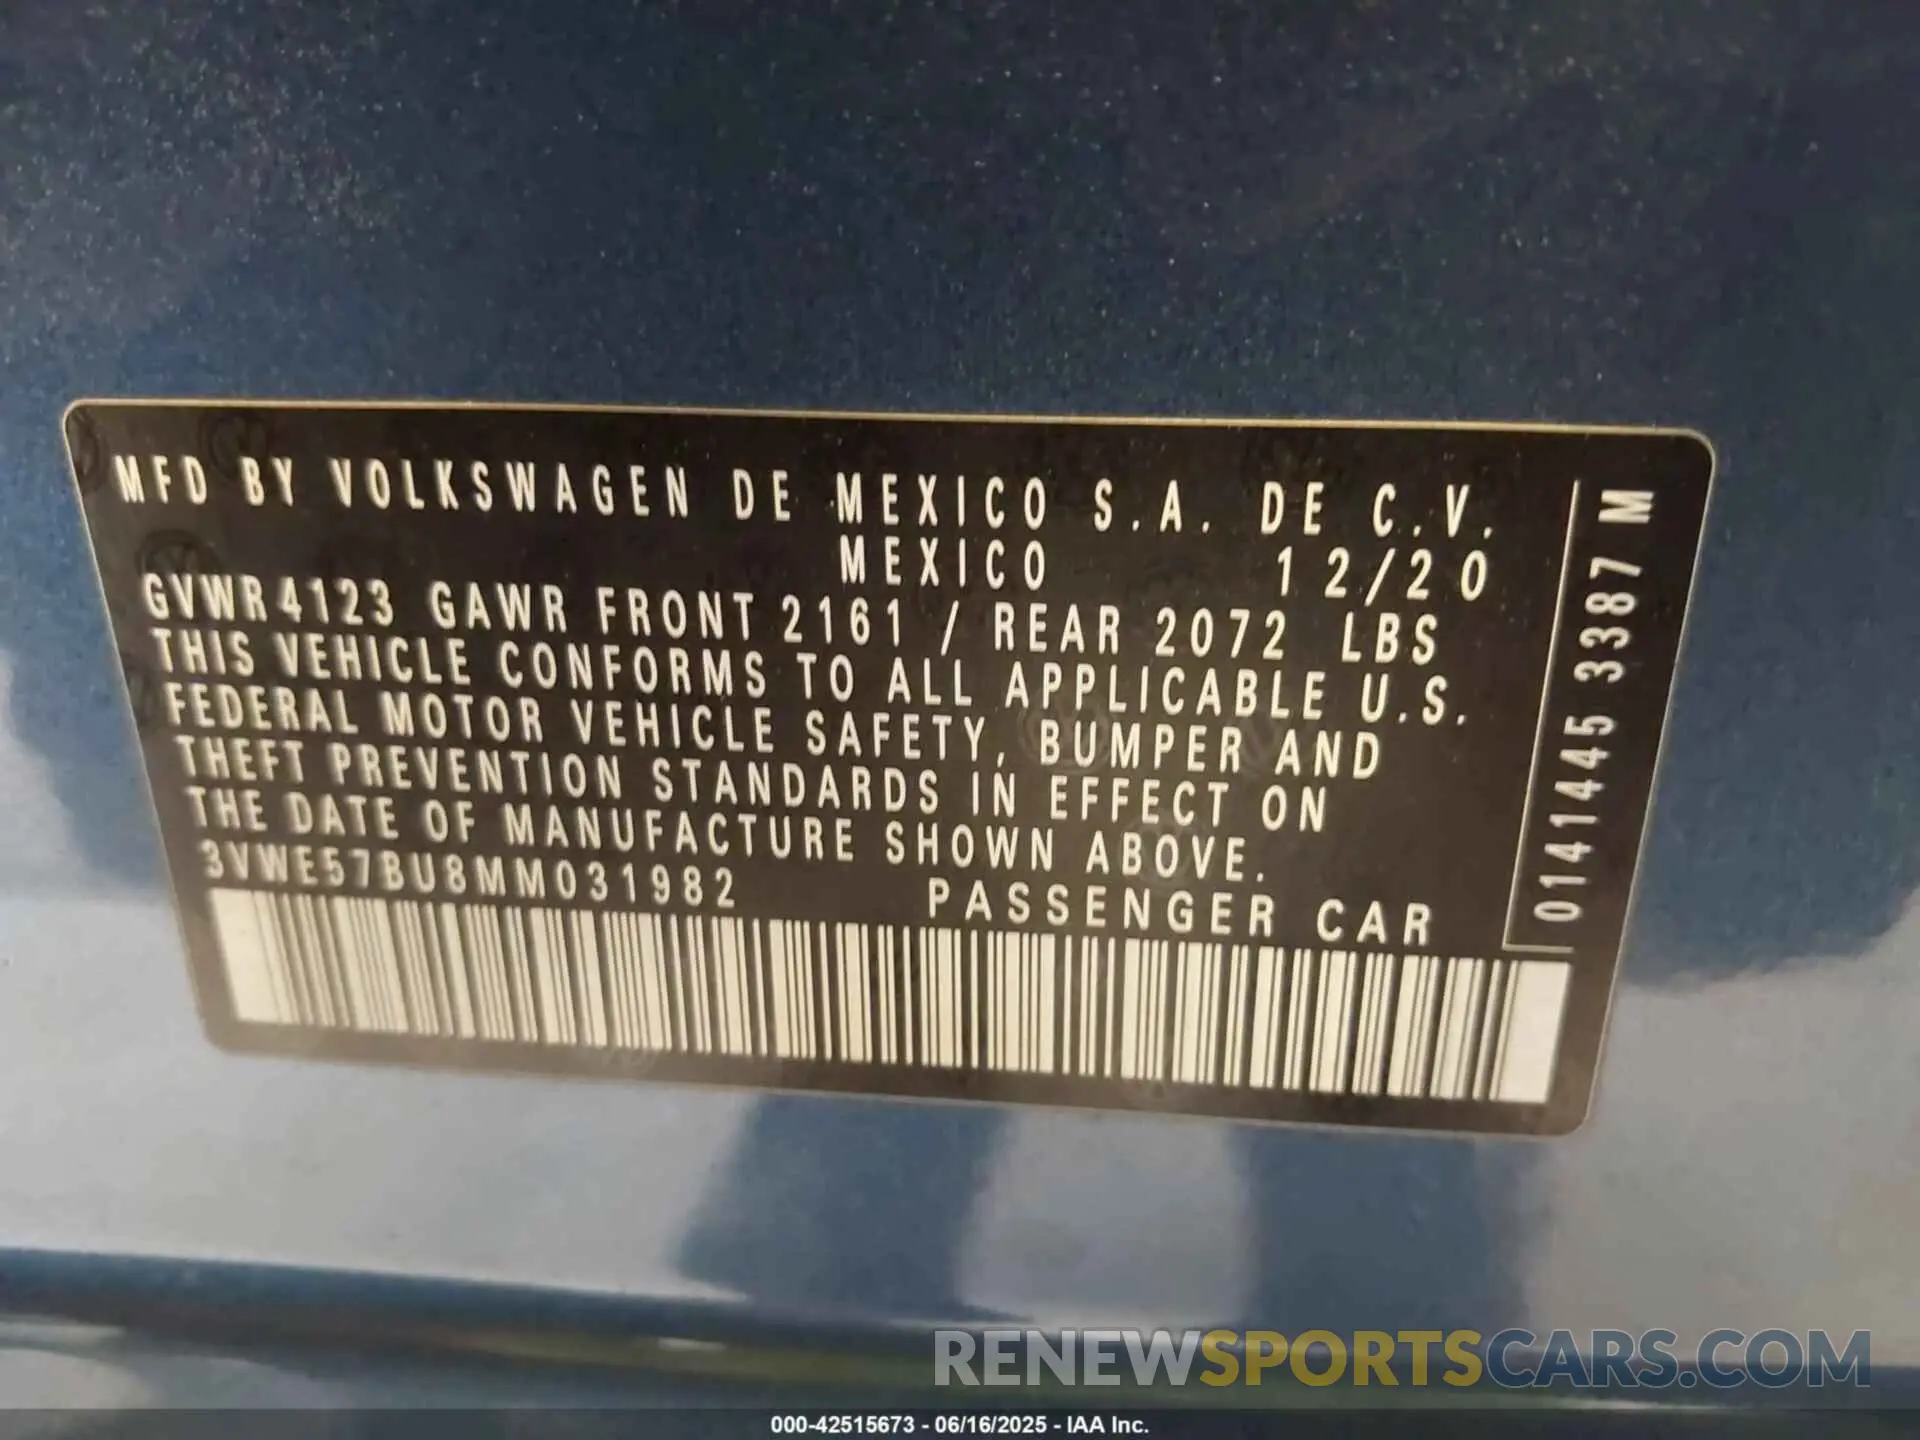 MFD BY VOLKSWAGEN DE MEXICO S.A. DE C.V.
MEXICO 12/20
GVWR 4123 GAWR FRONT 2161 / REAR 2072 LBS
THIS VEHICLE CONFORMS TO ALL APPLICABLE U.S.
FEDERAL MOTOR VEHICLE SAFETY, BUMPER AND
THEFT PREVENTION STANDARDS IN EFFECT ON
THE DATE OF MANUFACTURE SHOWN ABOVE.
3VWE57BU8MM031982 PASSENGER CAR
0141445 3387 M
RENEWSPORTSCARS.COM
000-42515673 - 06/16/2025 - IAA Inc.